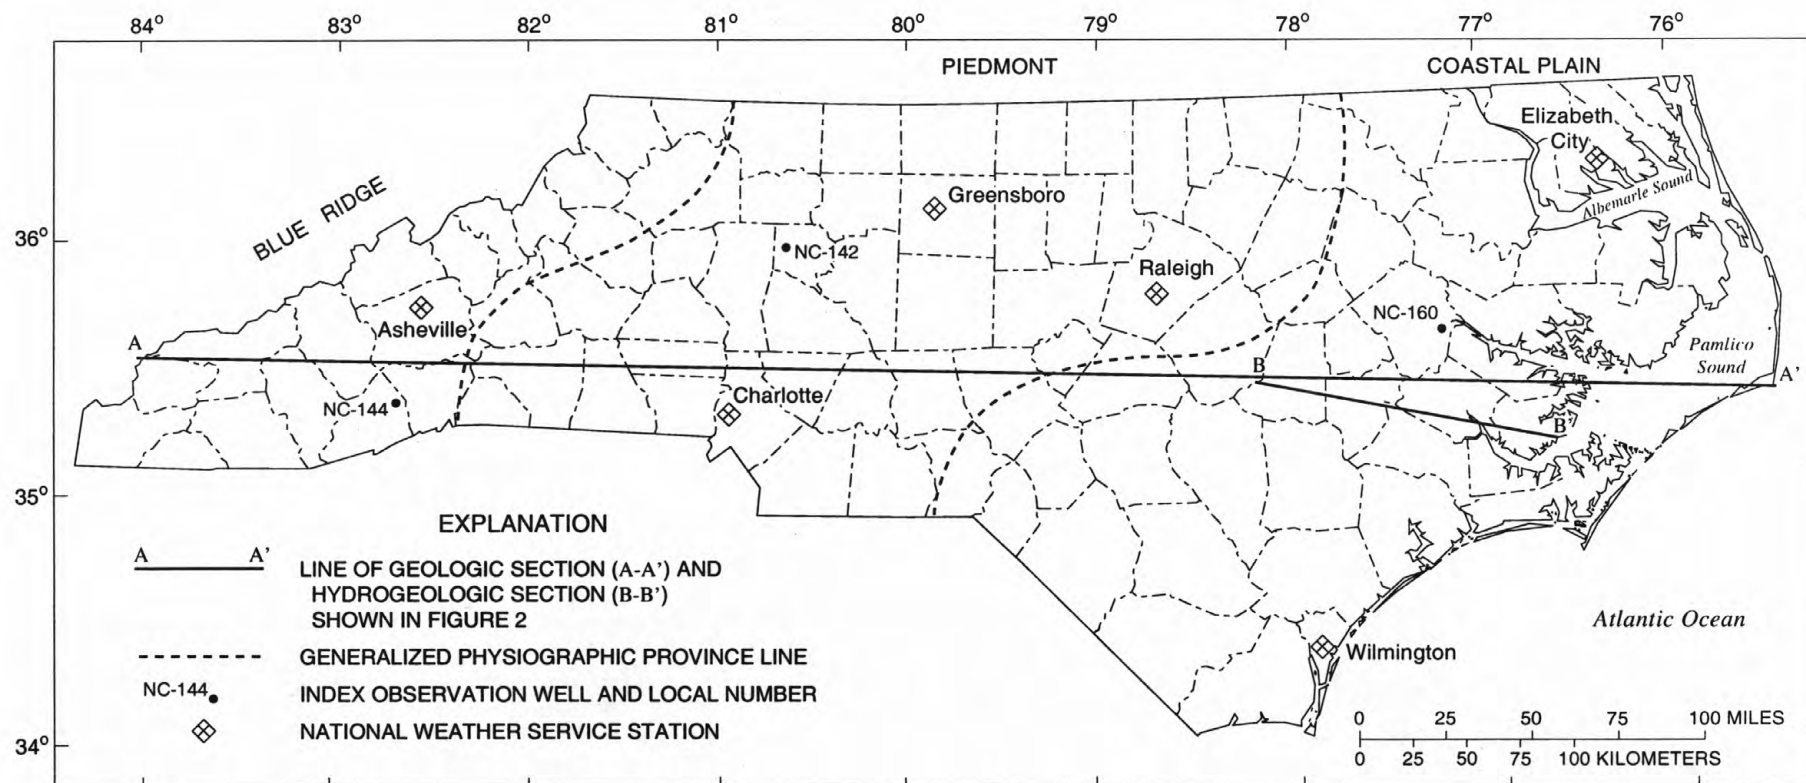 84° 83° 82° 81° 80° 79° 78° 77° 76°
PIEDMONT
COASTAL PLAIN
Elizabeth
City
BLUE RIDGE
Greensboro
Albemarle Sound
36°
NC-142
Raleigh
Asheville
NC-160
A
Pamlico
Sound
B
A'
NC-144
Charlotte
B'
35°
EXPLANATION
A A'
LINE OF GEOLOGIC SECTION (A-A') AND
HYDROGEOLOGIC SECTION (B-B')
SHOWN IN FIGURE 2
Atlantic Ocean
GENERALIZED PHYSIOGRAPHIC PROVINCE LINE
Wilmington
NC-144
INDEX OBSERVATION WELL AND LOCAL NUMBER
NATIONAL WEATHER SERVICE STATION
0 25 50 75 100 MILES
34°
0 25 50 75 100 KILOMETERS